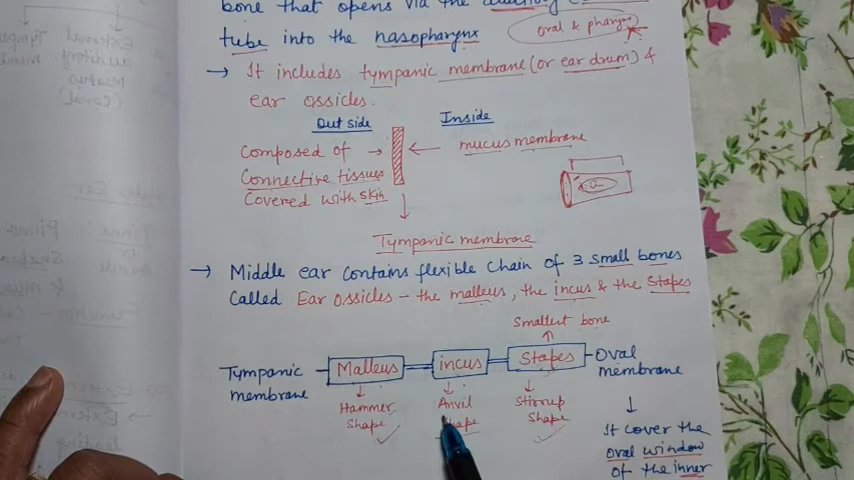 bone that opens via the auditory
tube into the nasopharynx
oral & pharynx
→ It includes tympanic membrane (or ear drum) &
ear ossicles.
Out side
Inside
Composed of →
← mucus membrane
Connective tissues
Covered with skin
Tympanic membrane
→ Middle ear contains flexible chain of 3 small bones
called Ear ossicles – the malleus, the incus & the stapes
Smallest bone
Tympanic membrane
Malleus
incus
Stapes
Oval membrane
Hammer shape
Anvil shape
Stirrup shape
It cover the
oval window
of the inner